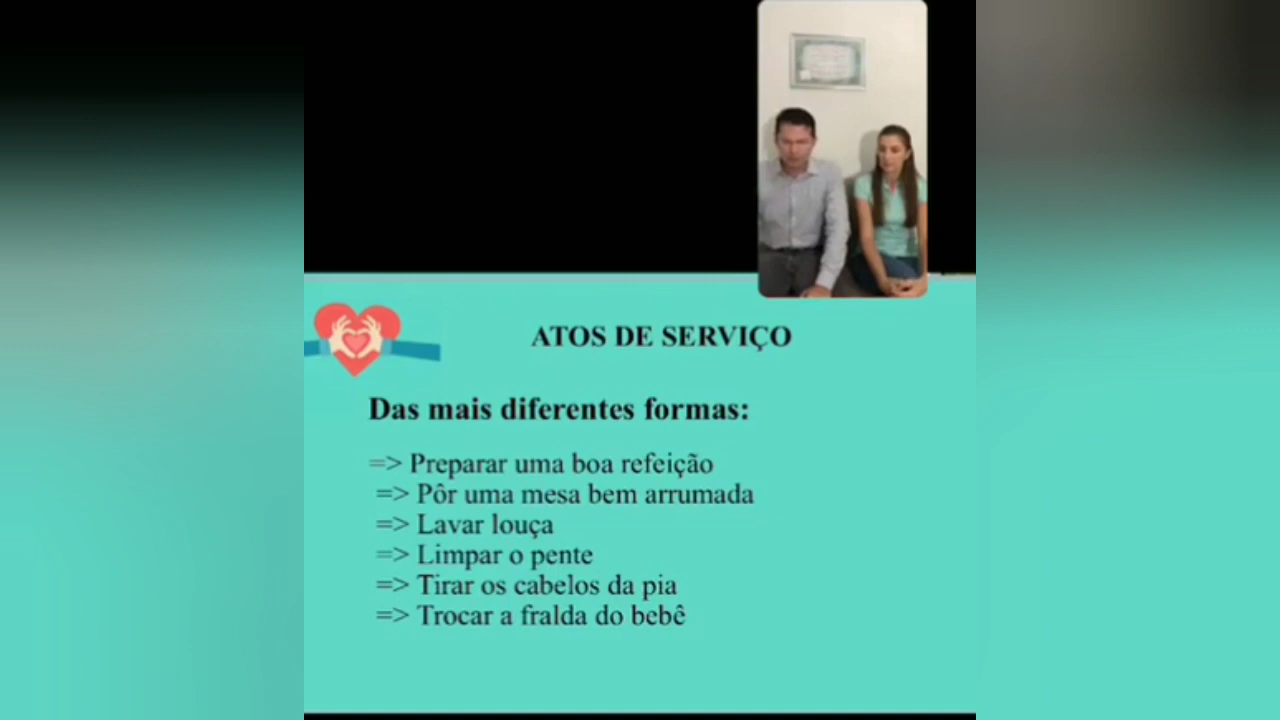 ATOS DE SERVIÇO
Das mais diferentes formas:
=> Preparar uma boa refeição
=> Pôr uma mesa bem arrumada
=> Lavar louça
=> Limpar o pente
=> Tirar os cabelos da pia
=> Trocar a fralda do bebê